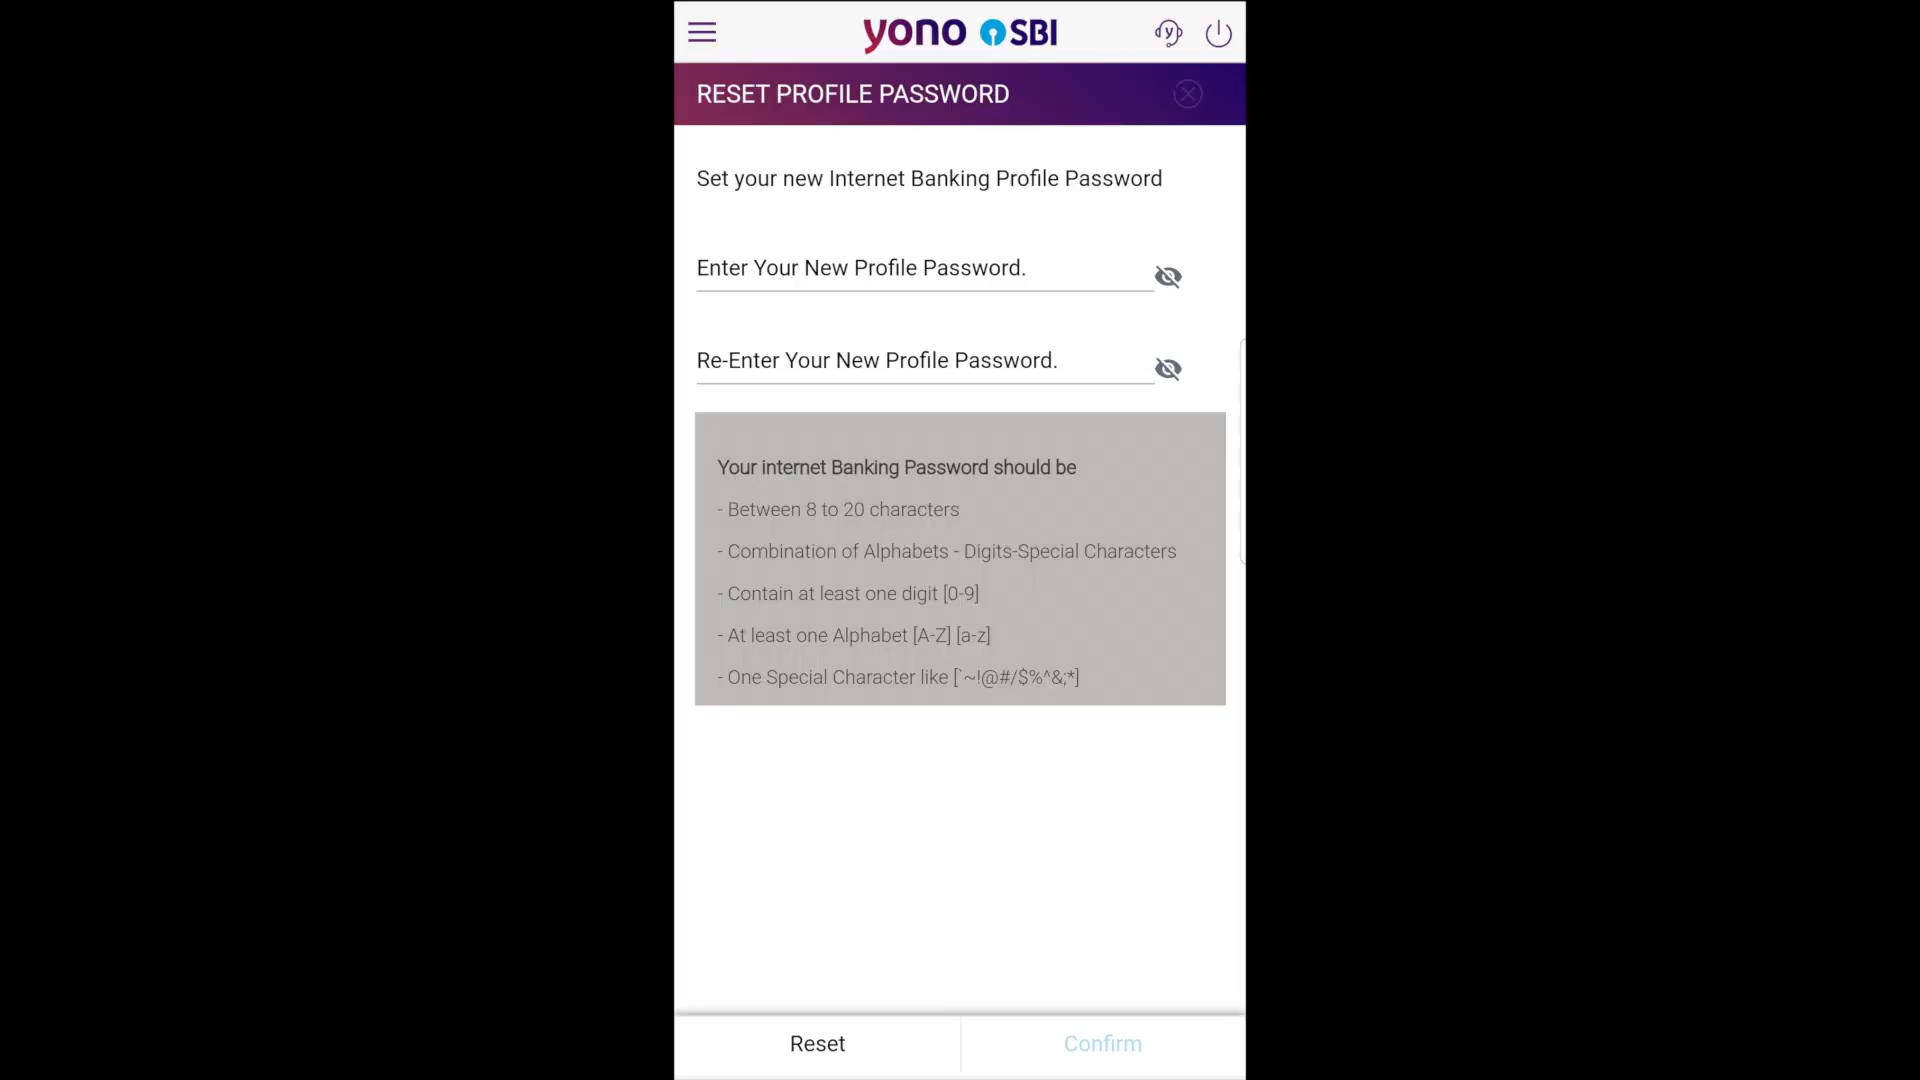 yono SBI
RESET PROFILE PASSWORD
Set your new Internet Banking Profile Password
Enter Your New Profile Password.
Re-Enter Your New Profile Password.
Your internet Banking Password should be
- Between 8 to 20 characters
- Combination of Alphabets - Digits-Special Characters
- Contain at least one digit [0-9]
- At least one Alphabet [A-Z] [a-z]
- One Special Character like [`~!@#/$%^&;*]
Reset
Confirm